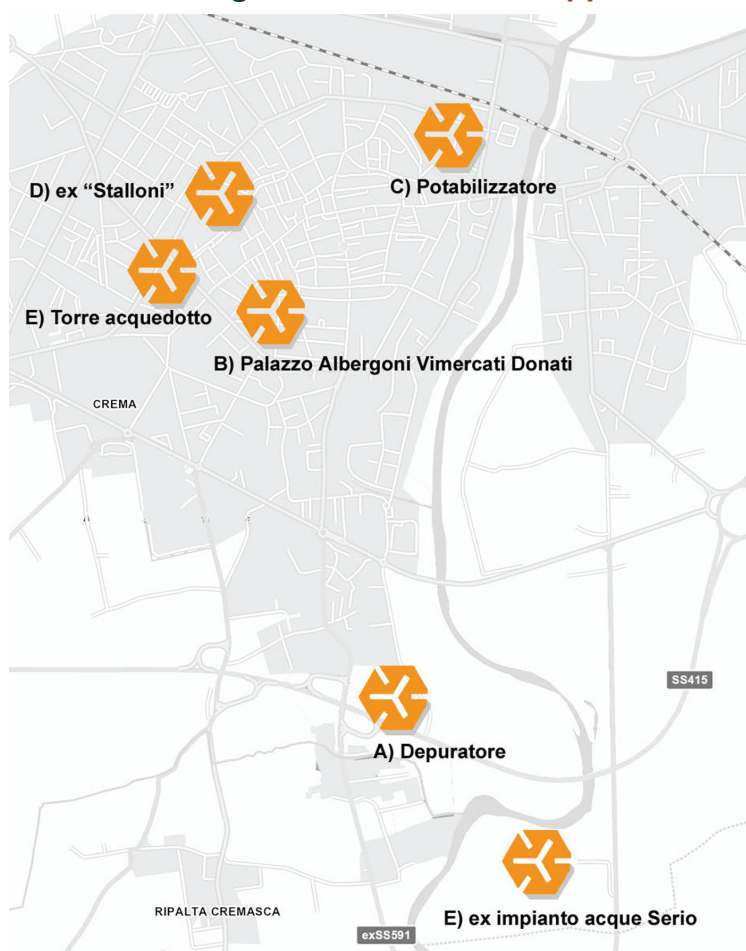 C) Potabilizzatore
D) ex “Stalloni”
E) Torre acquedotto
B) Palazzo Albergoni Vimercati Donati
CREMA
SS415
A) Depuratore
RIPALTA CREMASCA
E) ex impianto acque Serio
exSS591